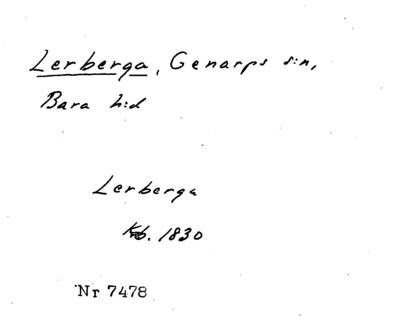 Lerberga, Genarps s:n,
Bara h:d
Lerberga
Kb. 1830
Nr 7478